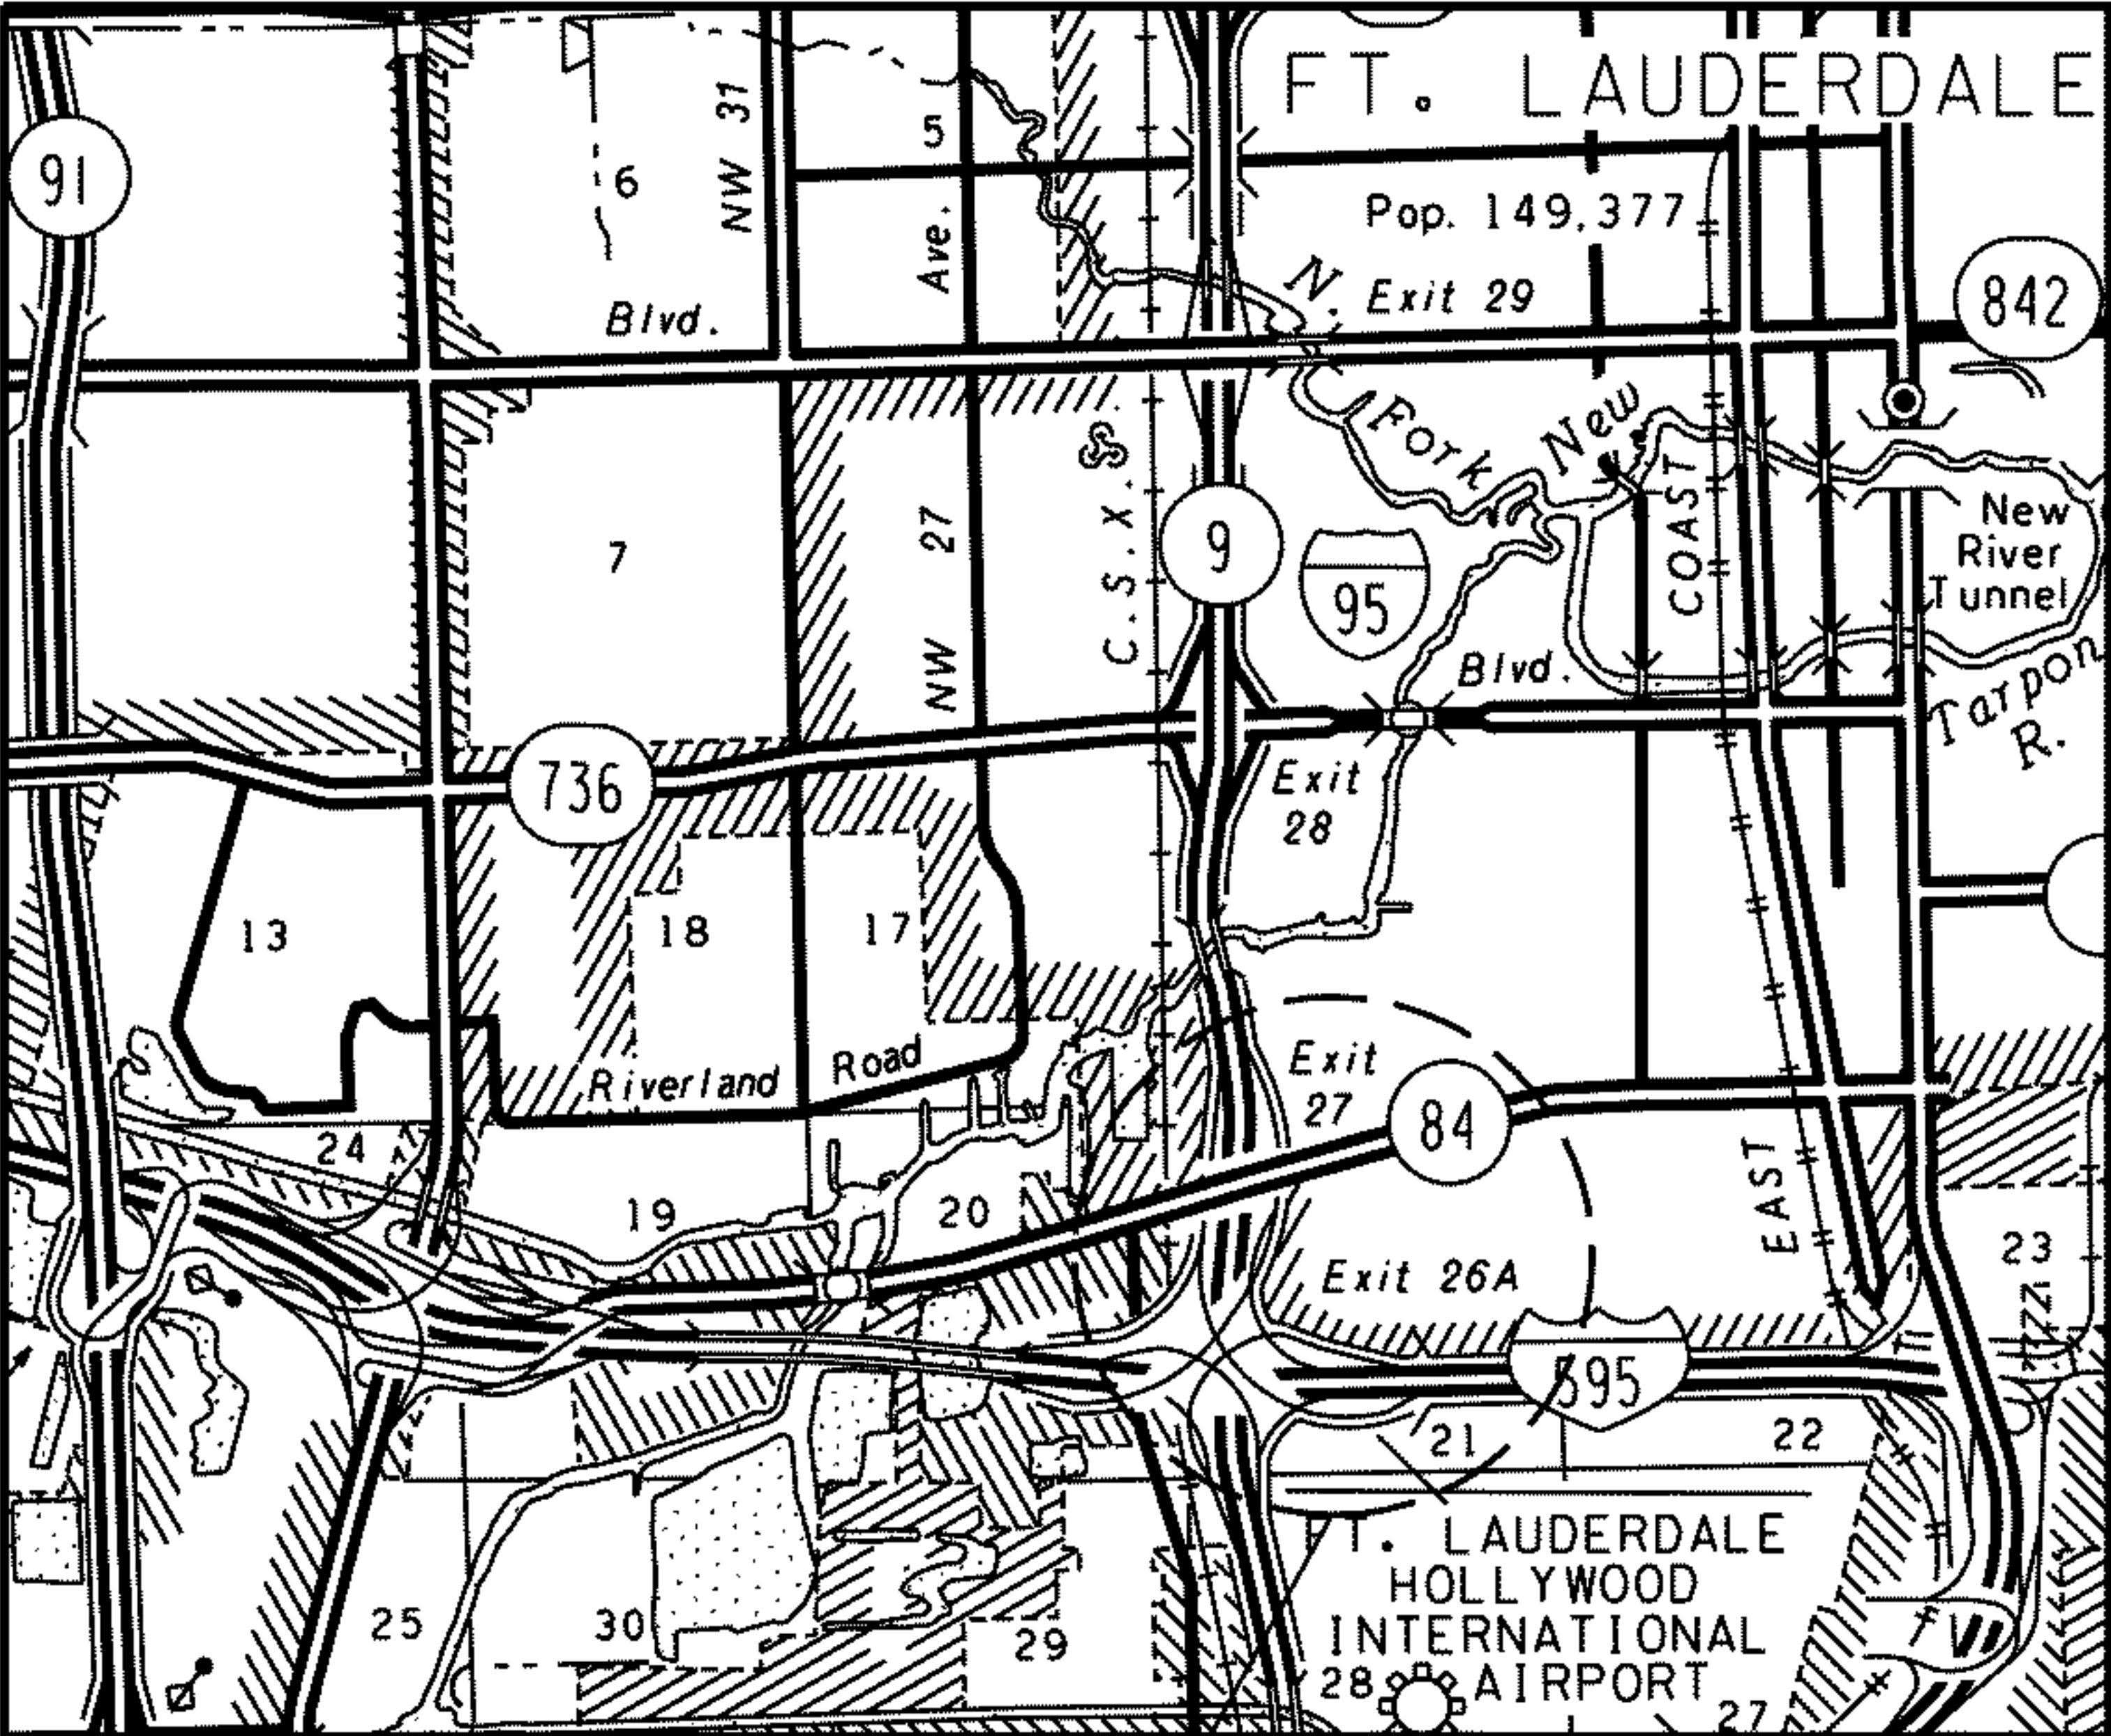 FT. LAUDERDALE
91
NW 31
Ave.
5
6
Pop. 149,377
N.
Exit 29
842
Blvd.
Fork
New
7
NW 27
C.S.X.
9
95
COAST
New
River
Tunnel
Blvd.
Tarpon
R.
736
Exit
28
13
18
17
Riverland Road
Exit
27
84
24
19
20
EAST
23
Exit 26A
595
21
22
FT. LAUDERDALE
HOLLYWOOD
INTERNATIONAL
AIRPORT
25
30
29
28
27